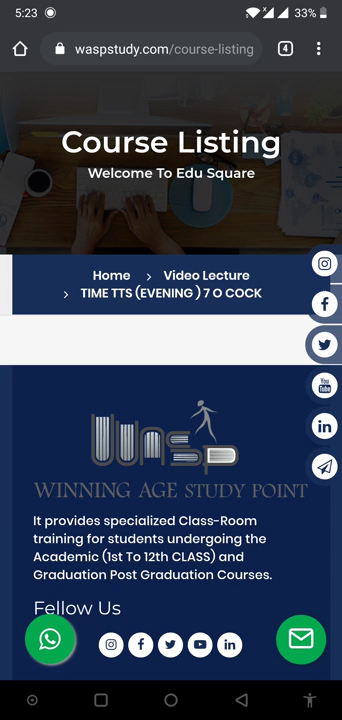 5:23
33%
waspstudy.com/course-listing
4
Course Listing
Welcome To Edu Square
Home > Video Lecture
> TIME TTS (EVENING ) 7 O COCK
You Tube
wasp
WINNING AGE STUDY POINT
It provides specialized Class-Room
training for students undergoing the
Academic (1st To 12th CLASS) and
Graduation Post Graduation Courses.
Fellow Us